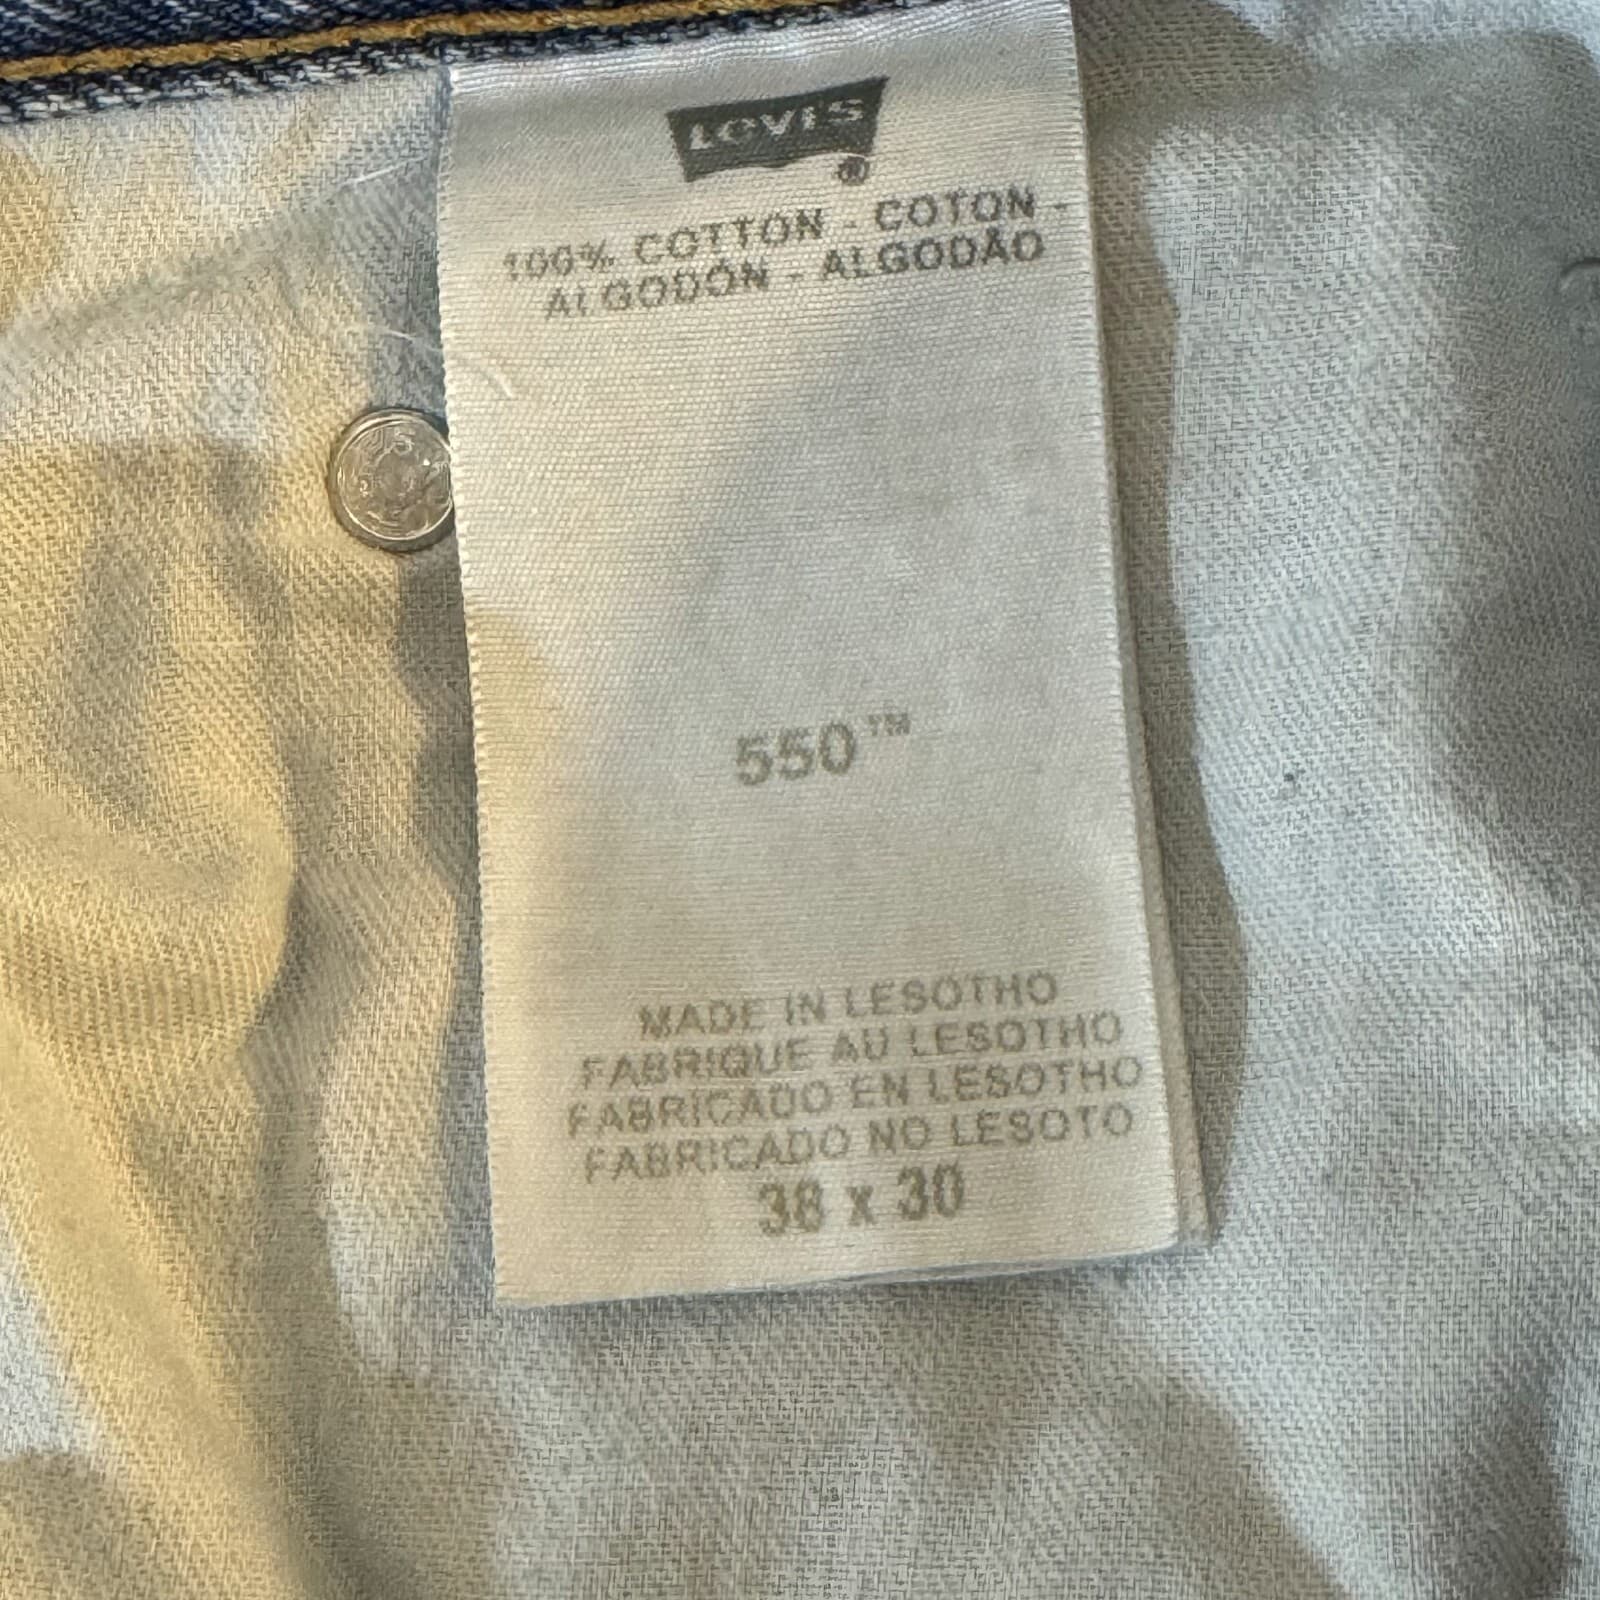 LEVI'S
®
100% COTTON - COTON -
ALGODÓN - ALGODÃO
550™
MADE IN LESOTHO
FABRIQUE AU LESOTHO
FABRICADO EN LESOTHO
FABRICADO NO LESOTO
38 x 30